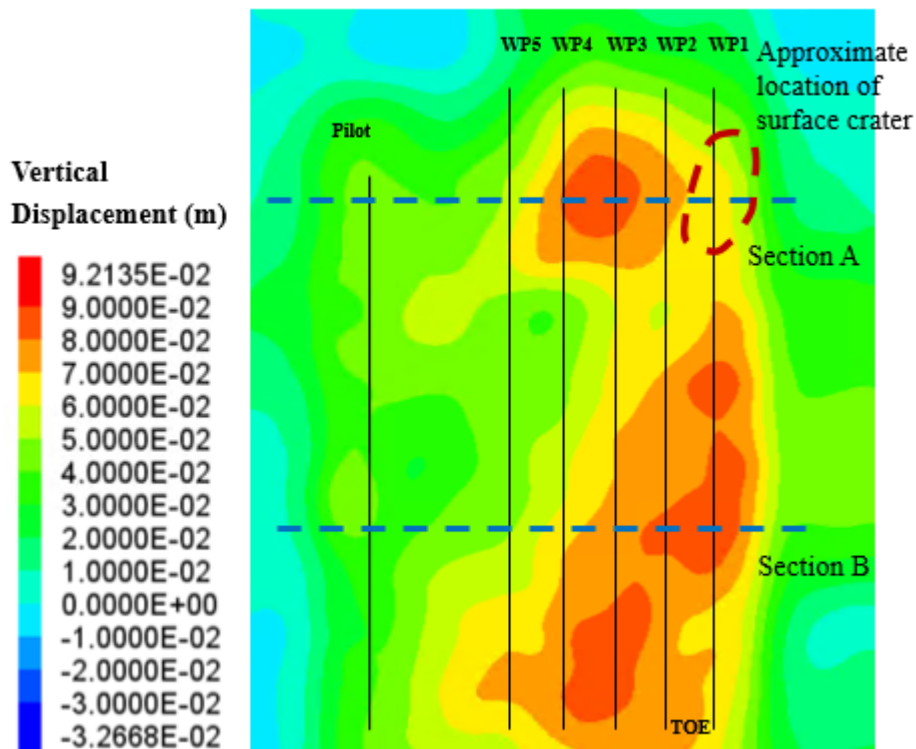 WP5 WP4 WP3 WP2 WP1
Approximate
location of
surface crater
Pilot
Vertical
Displacement (m)
9.2135E-02
9.0000E-02
8.0000E-02
7.0000E-02
6.0000E-02
5.0000E-02
4.0000E-02
3.0000E-02
2.0000E-02
1.0000E-02
0.0000E+00
-1.0000E-02
-2.0000E-02
-3.0000E-02
-3.2668E-02
Section A
Section B
TOE